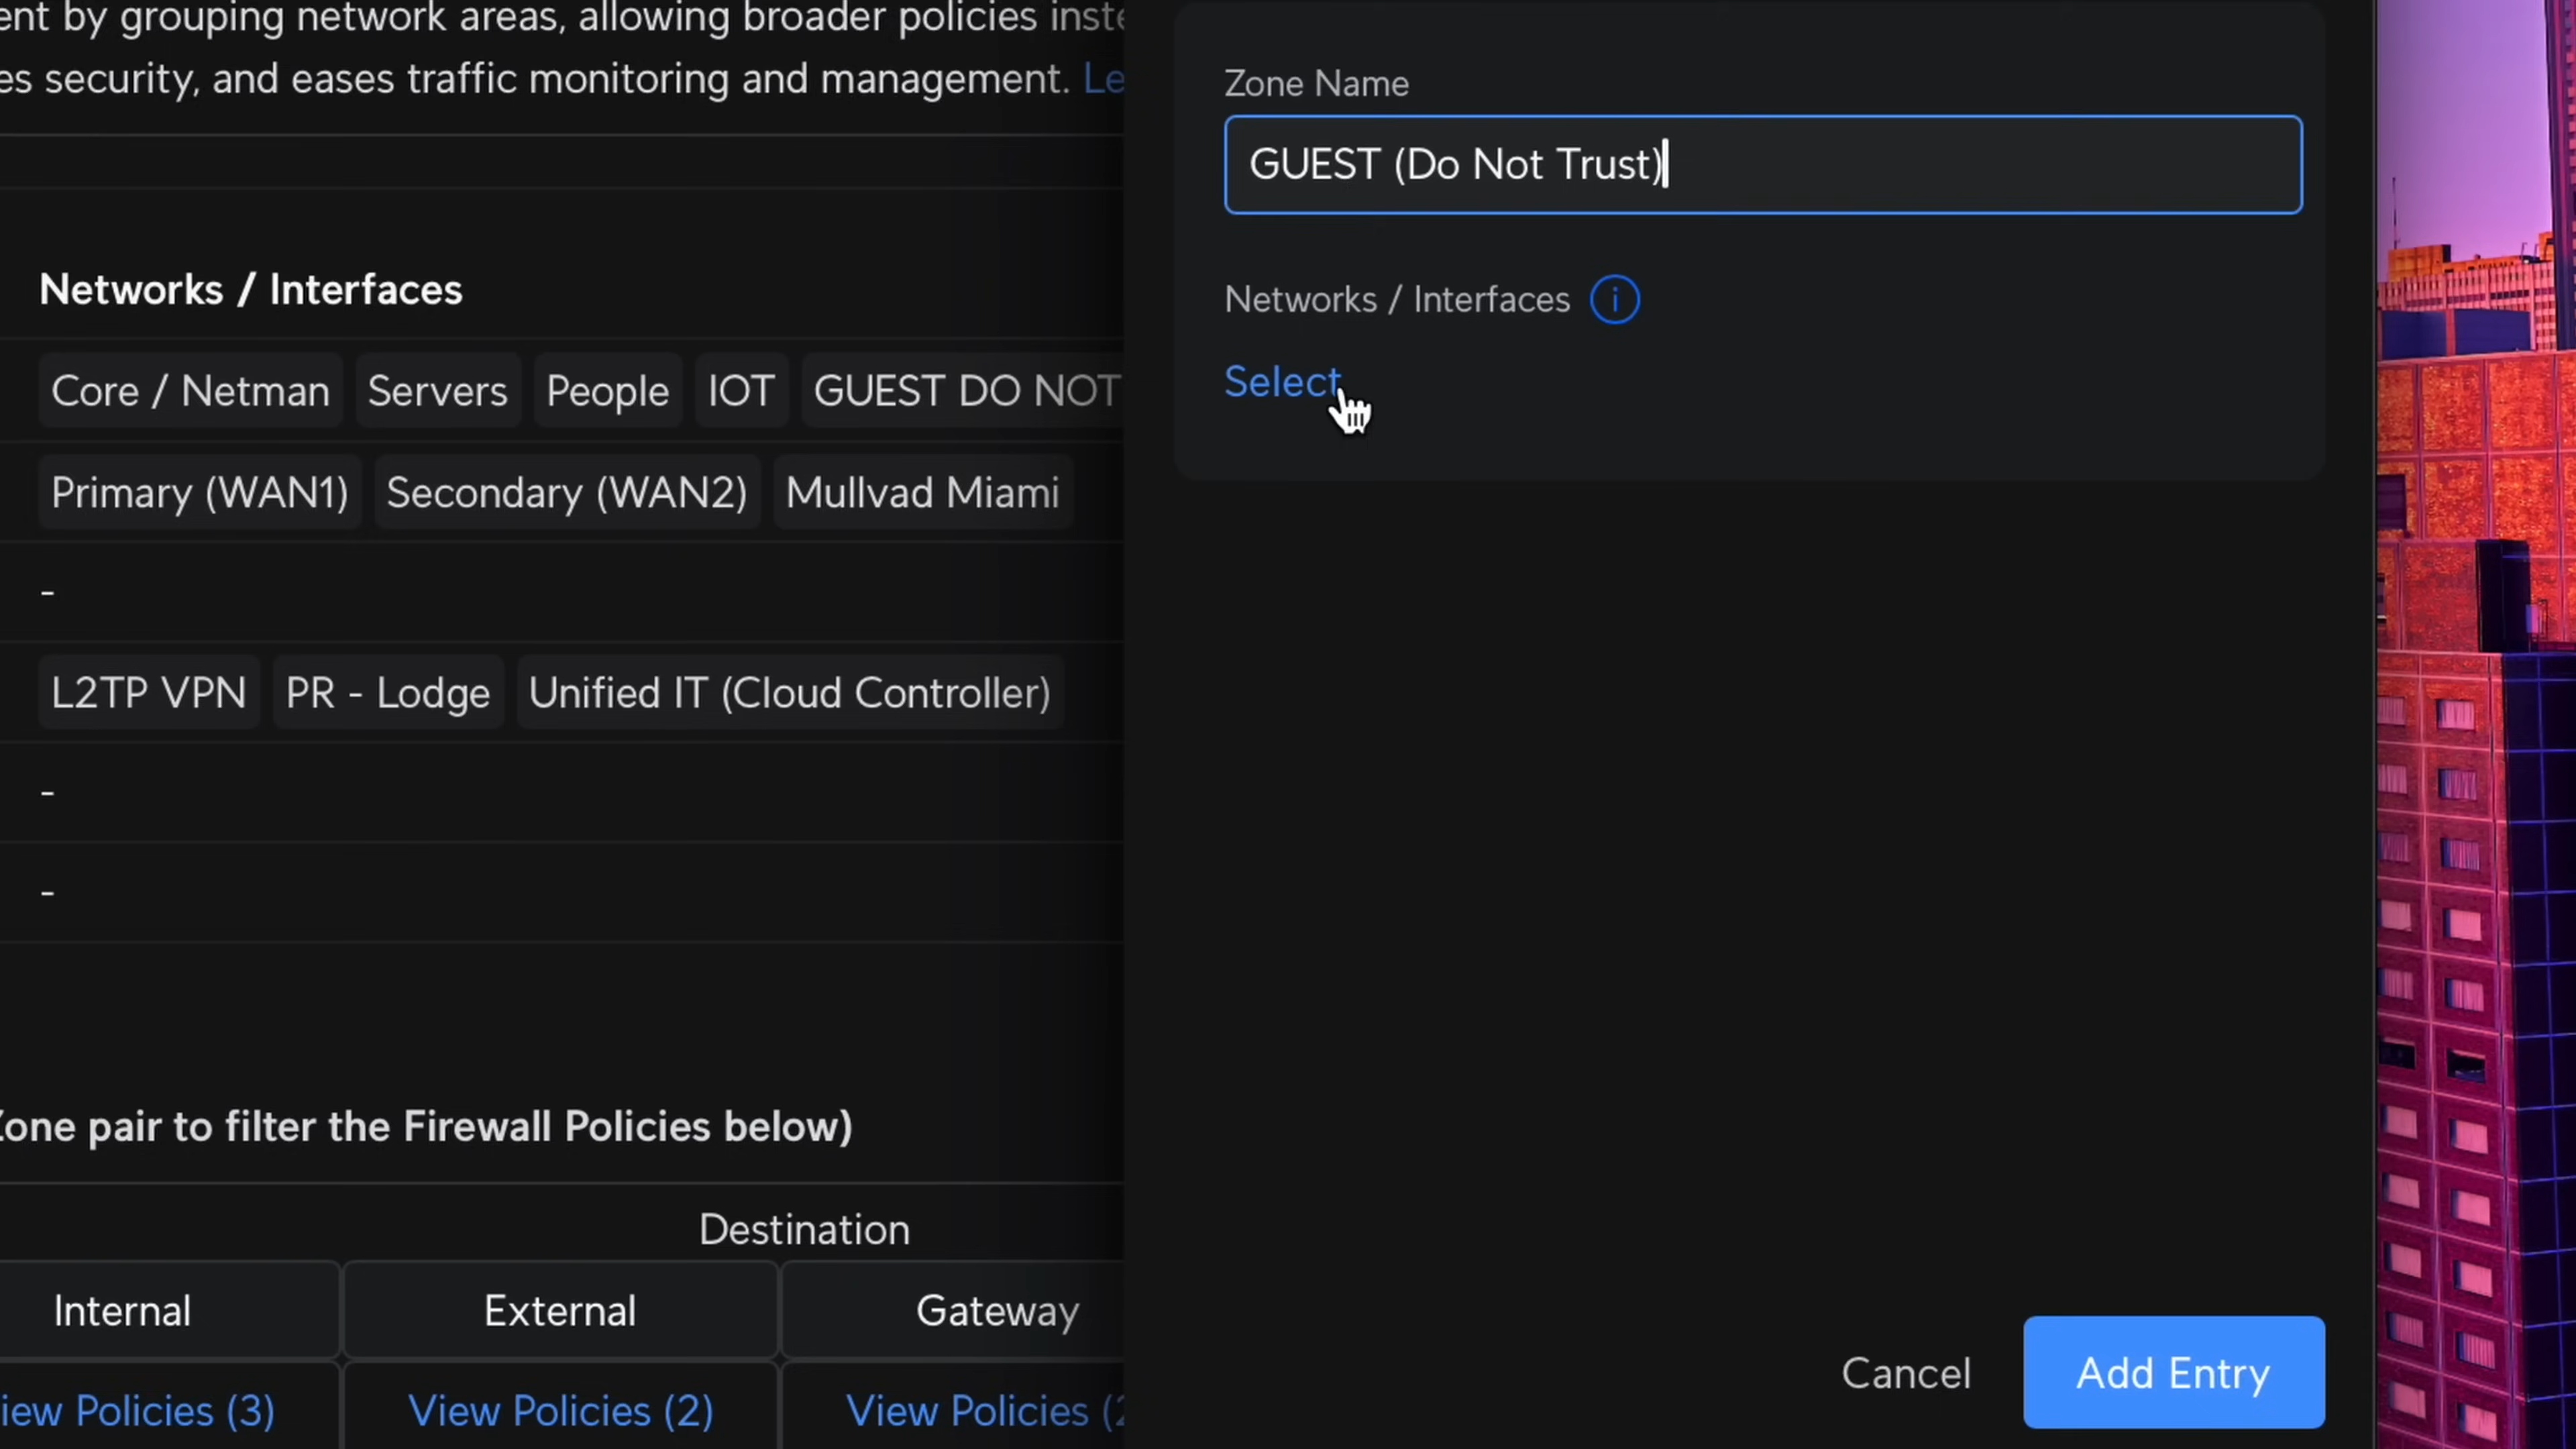 ent by grouping network areas, allowing broader policies inste
es security, and eases traffic monitoring and management. Le
Networks / Interfaces
Core / Netman Servers People IOT GUEST DO NOT
Primary (WAN1) Secondary (WAN2) Mullvad Miami
-
L2TP VPN PR - Lodge Unified IT (Cloud Controller)
-
-
Zone pair to filter the Firewall Policies below)
Destination
Internal External Gateway
iew Policies (3) View Policies (2) View Policies (2
Zone Name
GUEST (Do Not Trust)
Networks / Interfaces
Select
Cancel Add Entry